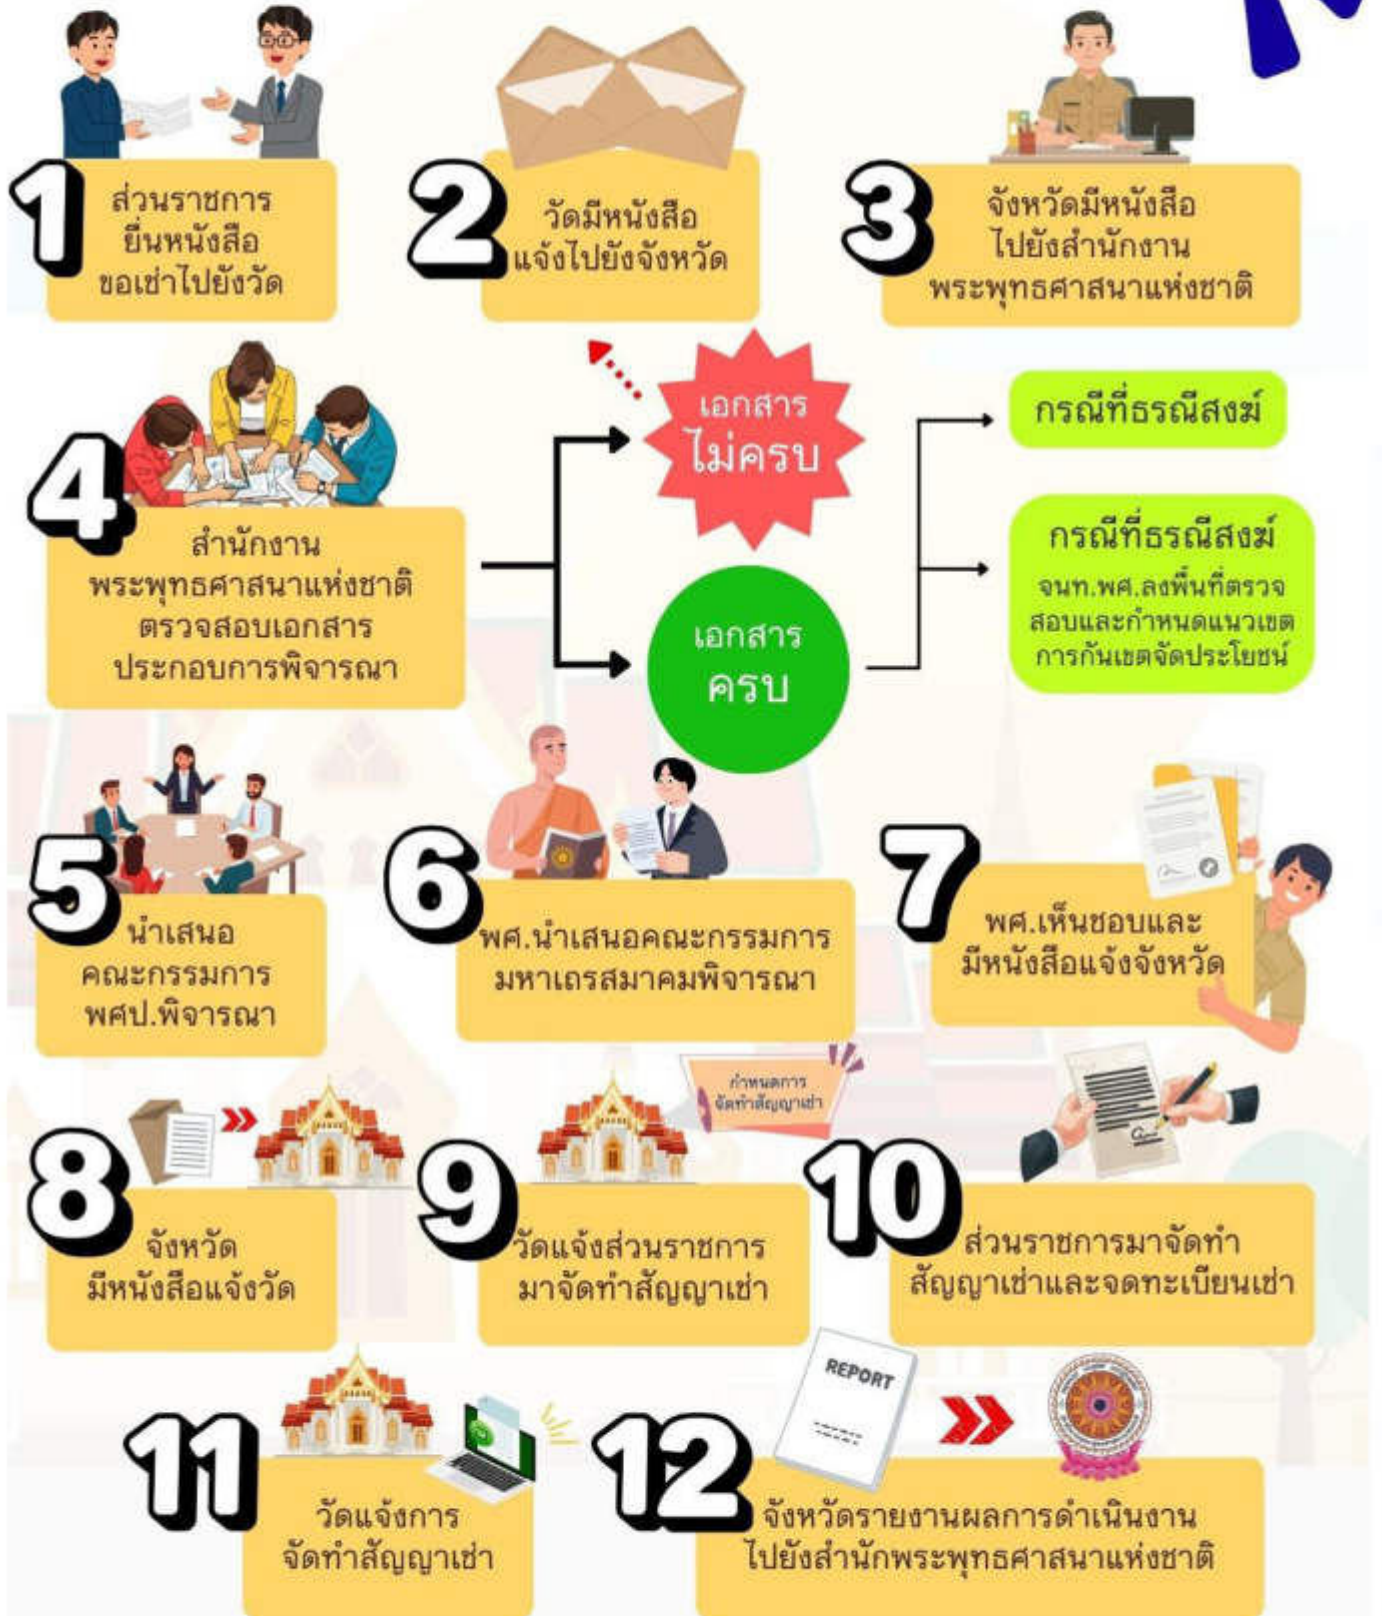 1
ส่วนราชการ
ยื่นหนังสือ
ขอเช่าไปยังวัด
2
วัดมีหนังสือ
แจ้งไปยังจังหวัด
3
จังหวัดมีหนังสือ
ไปยังสำนักงาน
พระพุทธศาสนาแห่งชาติ
4
สำนักงาน
พระพุทธศาสนาแห่งชาติ
ตรวจสอบเอกสาร
ประกอบการพิจารณา
เอกสาร
ไม่ครบ
เอกสาร
ครบ
กรณีที่ธรณีสงฆ์
กรณีที่ธรณีสงฆ์
จนท.พศ.ลงพื้นที่ตรวจ
สอบและกำหนดแนวเขต
การกันเขตจัดประโยชน์
5
นำเสนอ
คณะกรรมการ
พศป.พิจารณา
6
พศ.นำเสนอคณะกรรมการ
มหาเถรสมาคมพิจารณา
7
พศ.เห็นชอบและ
มีหนังสือแจ้งจังหวัด
8
จังหวัด
มีหนังสือแจ้งวัด
กำหนดการ
จัดทำสัญญาเช่า
9
วัดแจ้งส่วนราชการ
มาจัดทำสัญญาเช่า
10
ส่วนราชการมาจัดทำ
สัญญาเช่าและจดทะเบียนเช่า
11
วัดแจ้งการ
จัดทำสัญญาเช่า
REPORT
12
จังหวัดรายงานผลการดำเนินงาน
ไปยังสำนักพระพุทธศาสนาแห่งชาติ